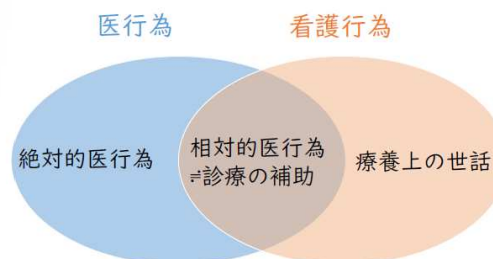 医行為
看護行為
絶対的医行為
相対的医行為
≓診療の補助
療養上の世話